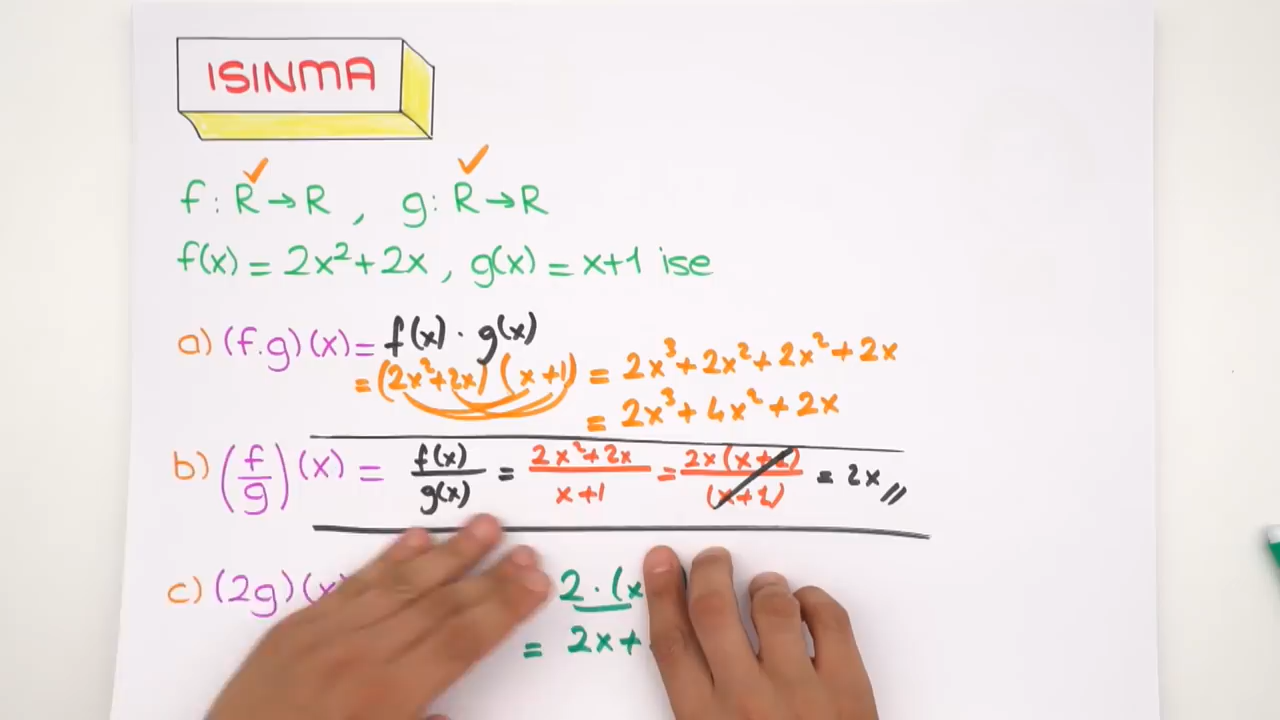 ISINMA
f: R → R , g: R → R
f(x) = 2x²+2x , g(x) = x+1 ise
a) (f.g)(x) = f(x) · g(x)
= (2x²+2x) (x+1) = 2x³+2x²+2x²+2x
= 2x³+4x²+2x
b) (f/g)(x) = f(x)/g(x) = 2x²+2x/x+1 = 2x(x+1)/(x+1) = 2x //
c) (2g)(x) 2·(x
= 2x+